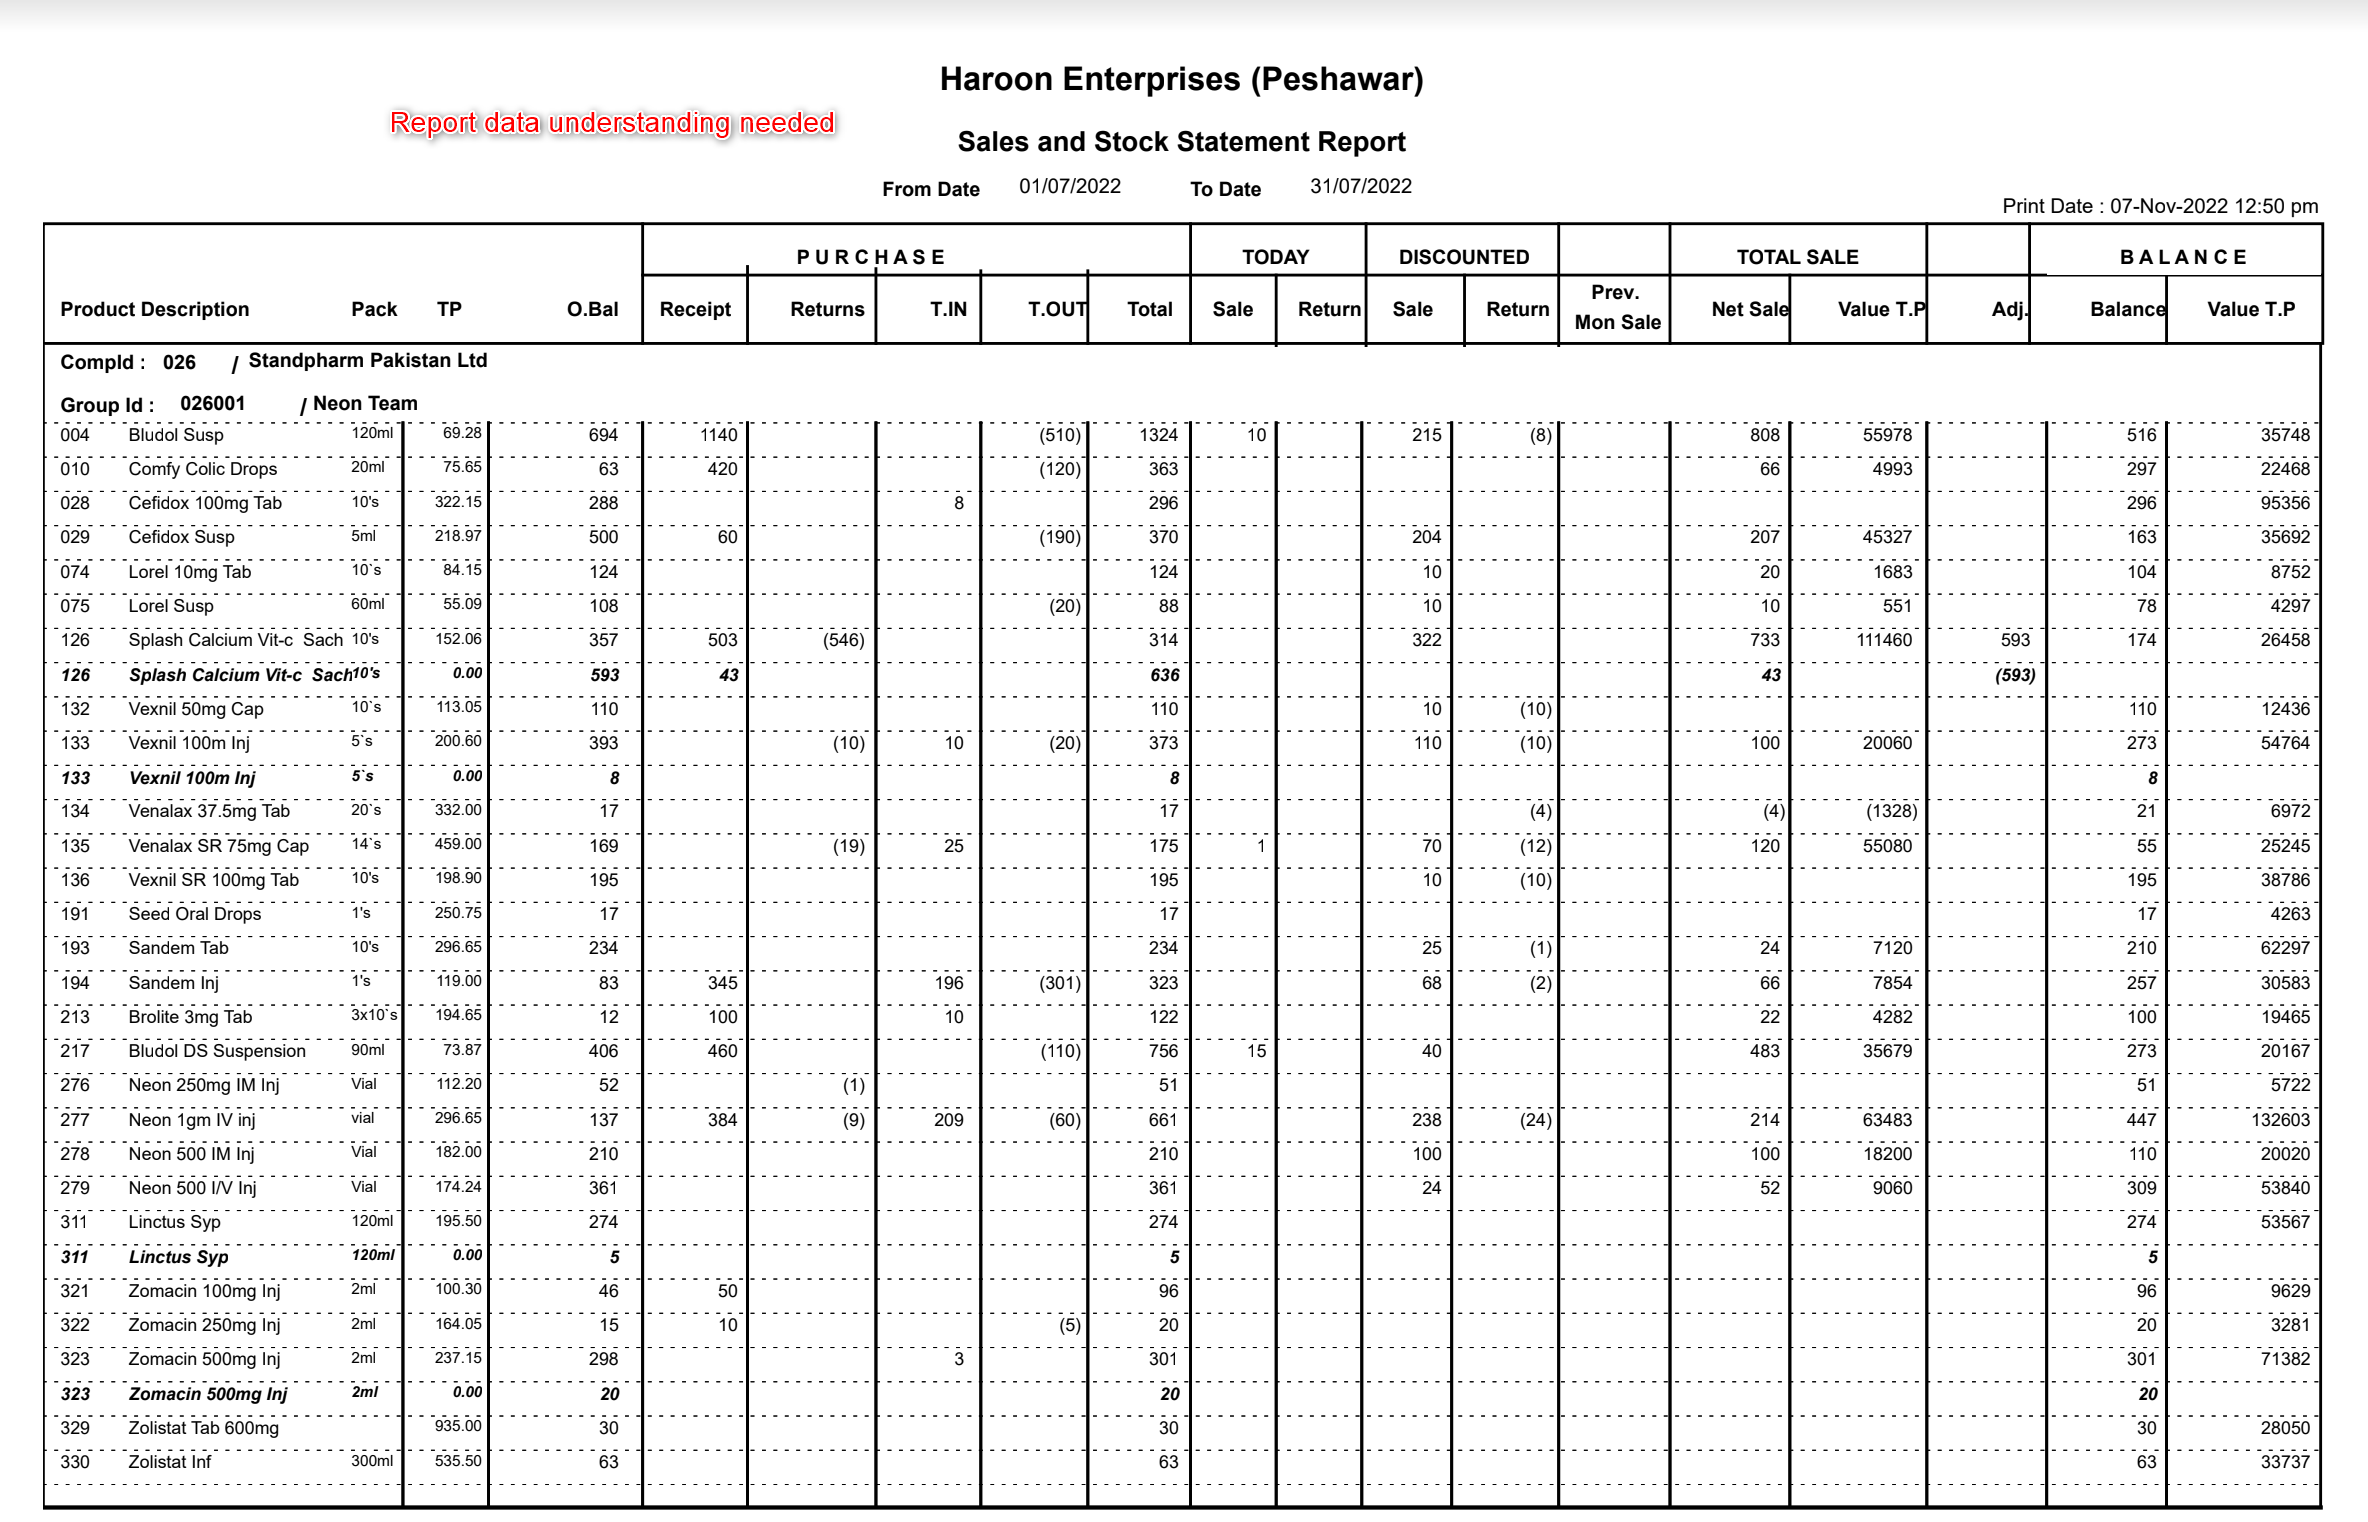 Haroon Enterprises (Peshawar)
Report data understanding needed
Sales and Stock Statement Report
From Date 01/07/2022 To Date 31/07/2022
Print Date : 07-Nov-2022 12:50 pm
PURCHASE TODAY DISCOUNTED TOTAL SALE BALANCE
Product Description Pack TP O.Bal Receipt Returns T.IN T.OUT Total Sale Return Sale Return Prev. Mon Sale Net Sale Value T.P Adj. Balance Value T.P
CompId : 026 / Standpharm Pakistan Ltd
Group Id : 026001 / Neon Team
004 Bludol Susp 120ml 69.28 694 1140 (510) 1324 10 215 (8) 808 55978 516 35748
010 Comfy Colic Drops 20ml 75.65 63 420 (120) 363 66 4993 297 22468
028 Cefidox 100mg Tab 10's 322.15 288 8 296 296 95356
029 Cefidox Susp 5ml 218.97 500 60 (190) 370 204 207 45327 163 35692
074 Lorel 10mg Tab 10`s 84.15 124 124 10 20 1683 104 8752
075 Lorel Susp 60ml 55.09 108 (20) 88 10 10 551 78 4297
126 Splash Calcium Vit-c Sach 10's 152.06 357 503 (546) 314 322 733 111460 593 174 26458
126 Splash Calcium Vit-c Sach 10's 0.00 593 43 636 43 (593)
132 Vexnil 50mg Cap 10`s 113.05 110 110 10 (10) 110 12436
133 Vexnil 100m Inj 5`s 200.60 393 (10) 10 (20) 373 110 (10) 100 20060 273 54764
133 Vexnil 100m Inj 5`s 0.00 8 8 8
134 Venalax 37.5mg Tab 20`s 332.00 17 17 (4) (4) (1328) 21 6972
135 Venalax SR 75mg Cap 14`s 459.00 169 (19) 25 175 1 70 (12) 120 55080 55 25245
136 Vexnil SR 100mg Tab 10's 198.90 195 195 10 (10) 195 38786
191 Seed Oral Drops 1's 250.75 17 17 17 4263
193 Sandem Tab 10's 296.65 234 234 25 (1) 24 7120 210 62297
194 Sandem Inj 1's 119.00 83 345 196 (301) 323 68 (2) 66 7854 257 30583
213 Brolite 3mg Tab 3x10`s 194.65 12 100 10 122 22 4282 100 19465
217 Bludol DS Suspension 90ml 73.87 406 460 (110) 756 15 40 483 35679 273 20167
276 Neon 250mg IM Inj Vial 112.20 52 (1) 51 51 5722
277 Neon 1gm IV inj vial 296.65 137 384 (9) 209 (60) 661 238 (24) 214 63483 447 132603
278 Neon 500 IM Inj Vial 182.00 210 210 100 100 18200 110 20020
279 Neon 500 I/V Inj Vial 174.24 361 361 24 52 9060 309 53840
311 Linctus Syp 120ml 195.50 274 274 274 53567
311 Linctus Syp 120ml 0.00 5 5 5
321 Zomacin 100mg Inj 2ml 100.30 46 50 96 96 9629
322 Zomacin 250mg Inj 2ml 164.05 15 10 (5) 20 20 3281
323 Zomacin 500mg Inj 2ml 237.15 298 3 301 301 71382
323 Zomacin 500mg Inj 2ml 0.00 20 20 20
329 Zolistat Tab 600mg 935.00 30 30 30 28050
330 Zolistat Inf 300ml 535.50 63 63 63 33737